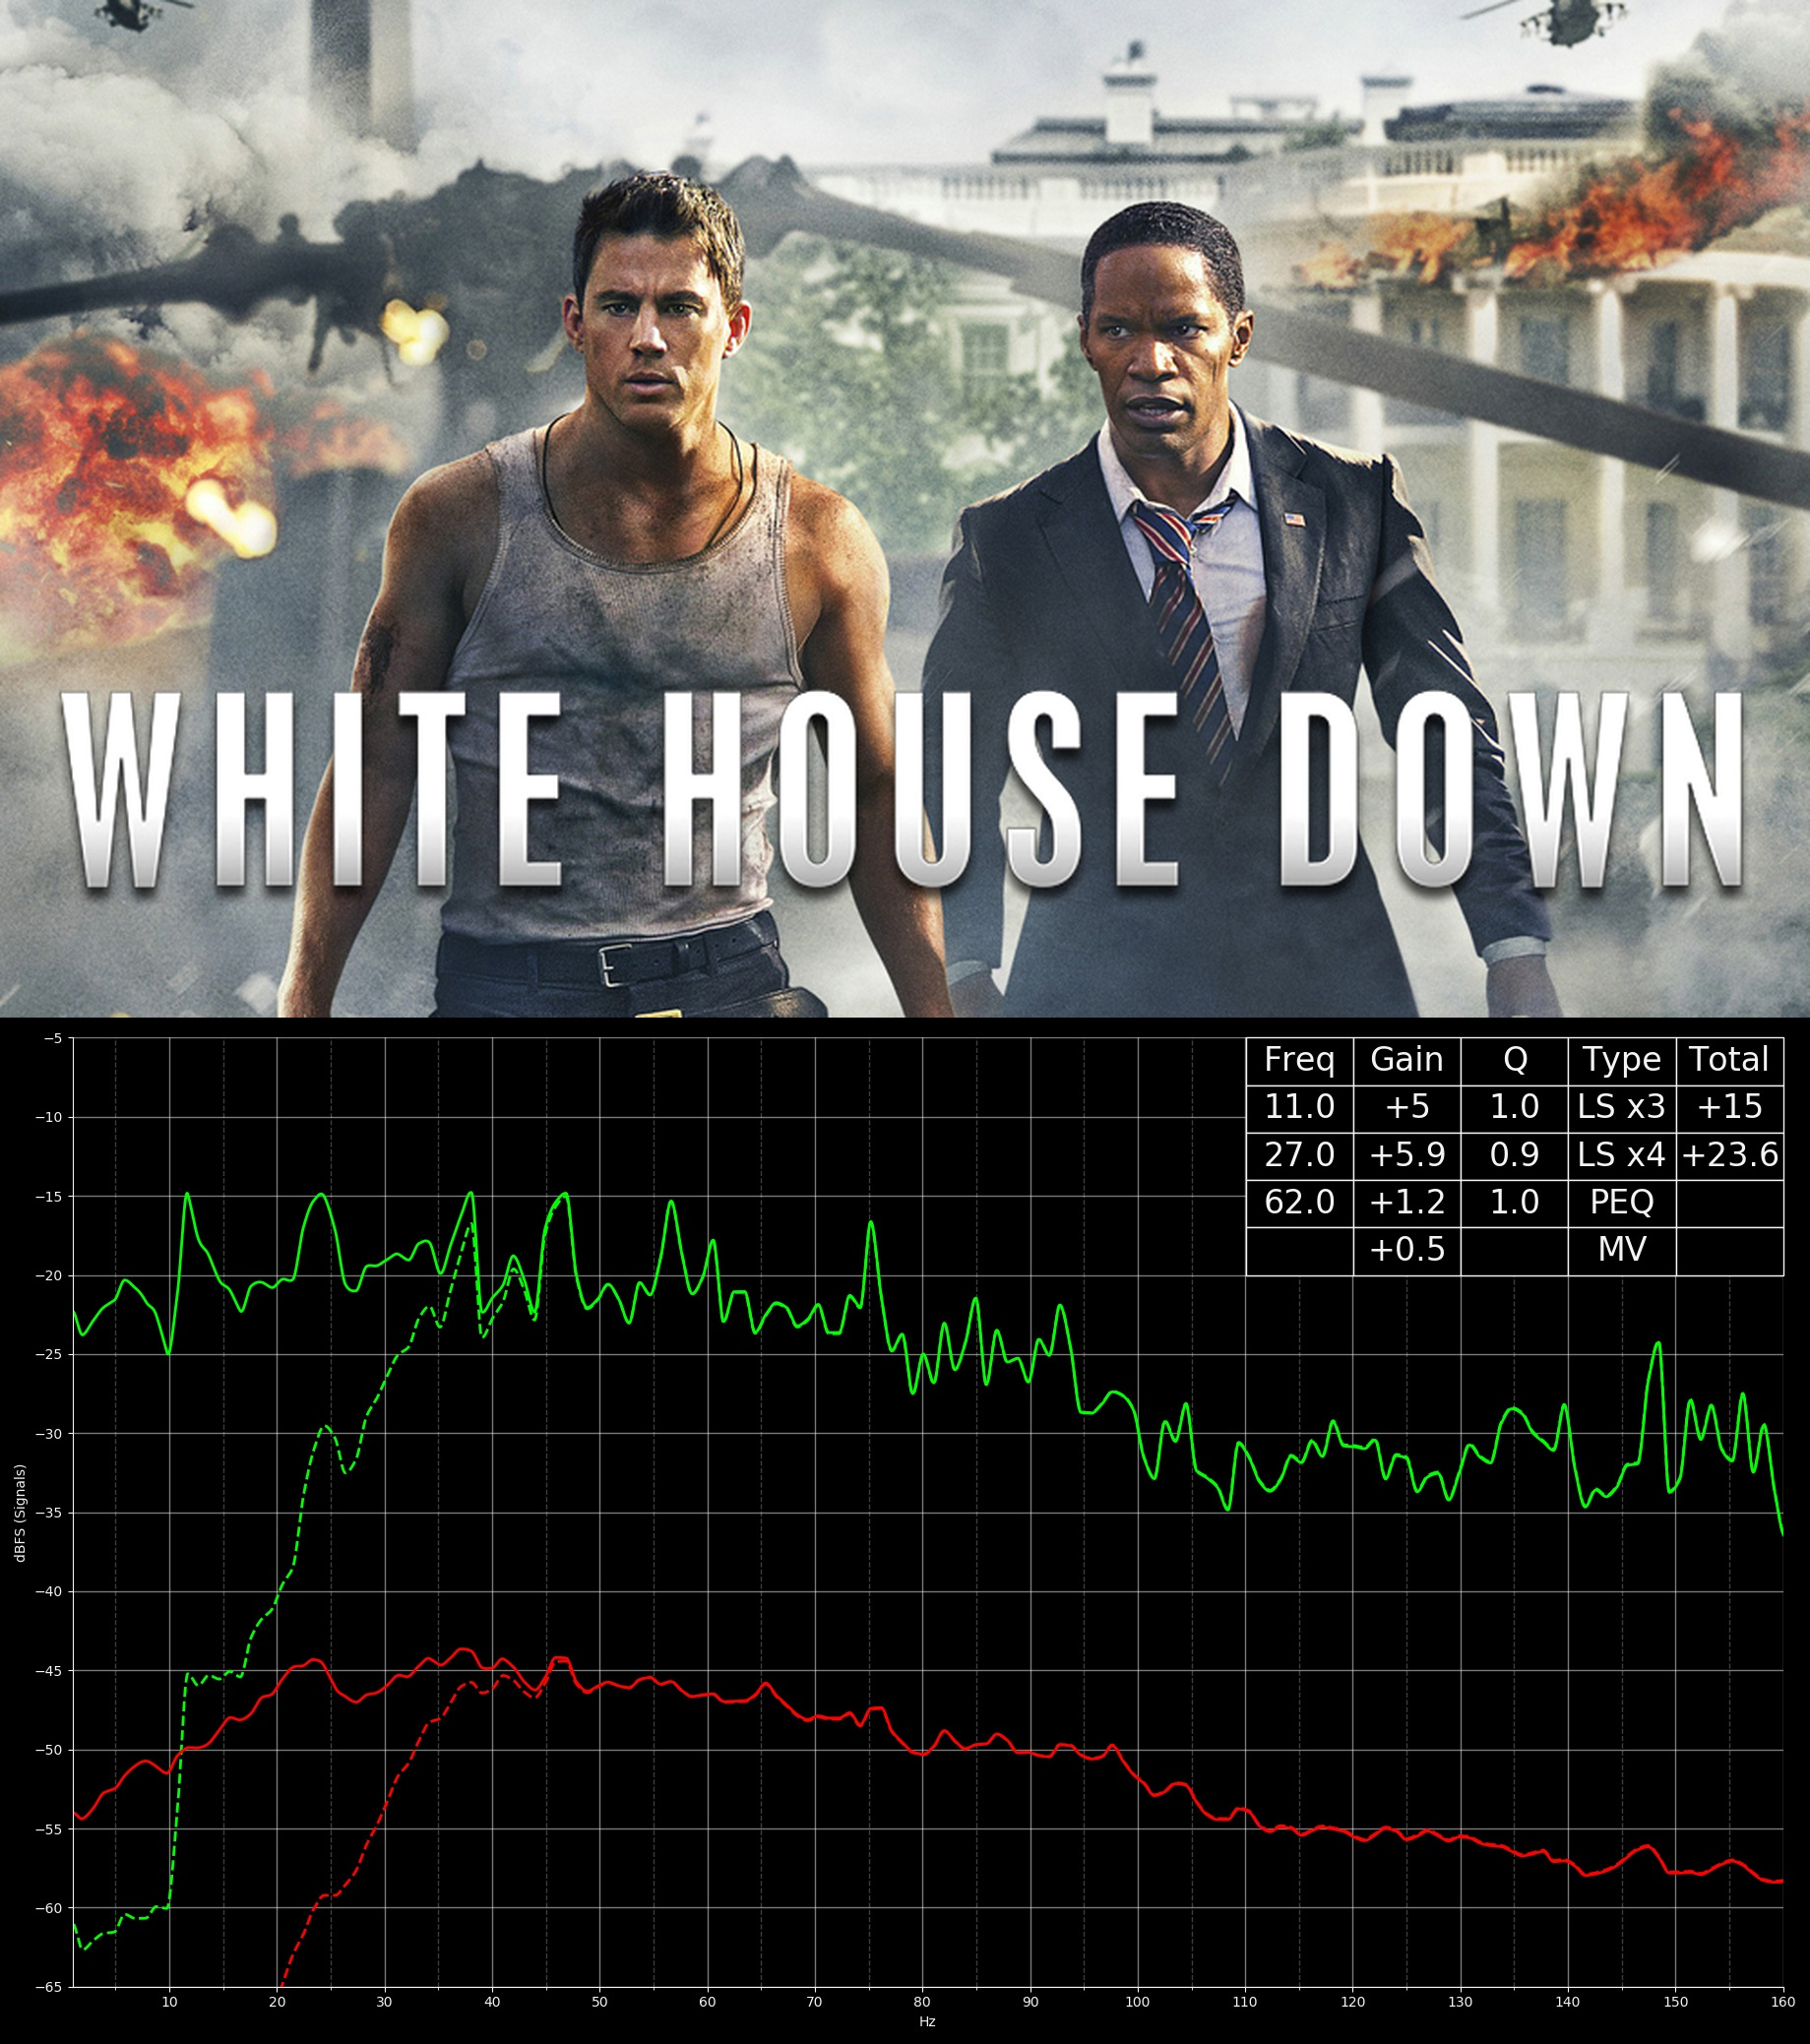 WHITE HOUSE DOWN
Freq Gain Q Type Total
11.0 +5 1.0 LS x3 +15
27.0 +5.9 0.9 LS x4 +23.6
62.0 +1.2 1.0 PEQ
+0.5 MV
−5
−10
−15
−20
−25
−30
−35
−40
−45
−50
−55
−60
−65
dBFS (Signals)
10 20 30 40 50 60 70 80 90 100 110 120 130 140 150 160
Hz